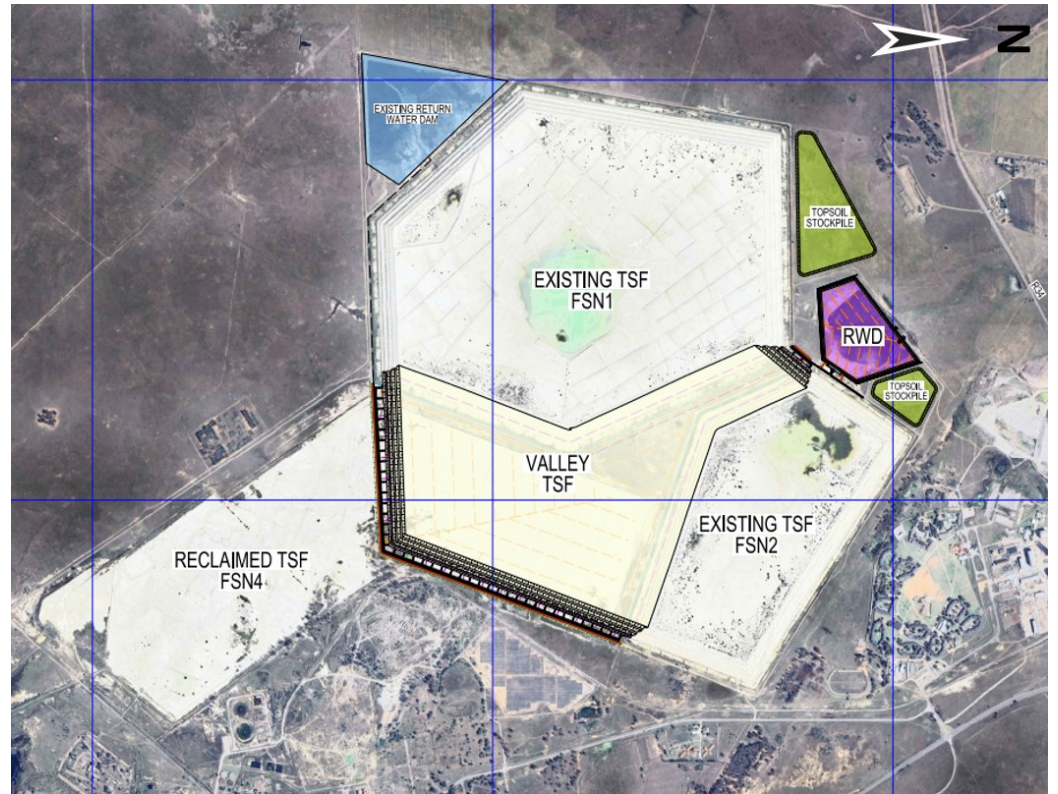 N
EXISTING RETURN
WATER DAM
TOPSOIL
STOCKPILE
EXISTING TSF
FSN1
R34
RWD
TOPSOIL
STOCKPILE
VALLEY
TSF
EXISTING TSF
FSN2
RECLAIMED TSF
FSN4